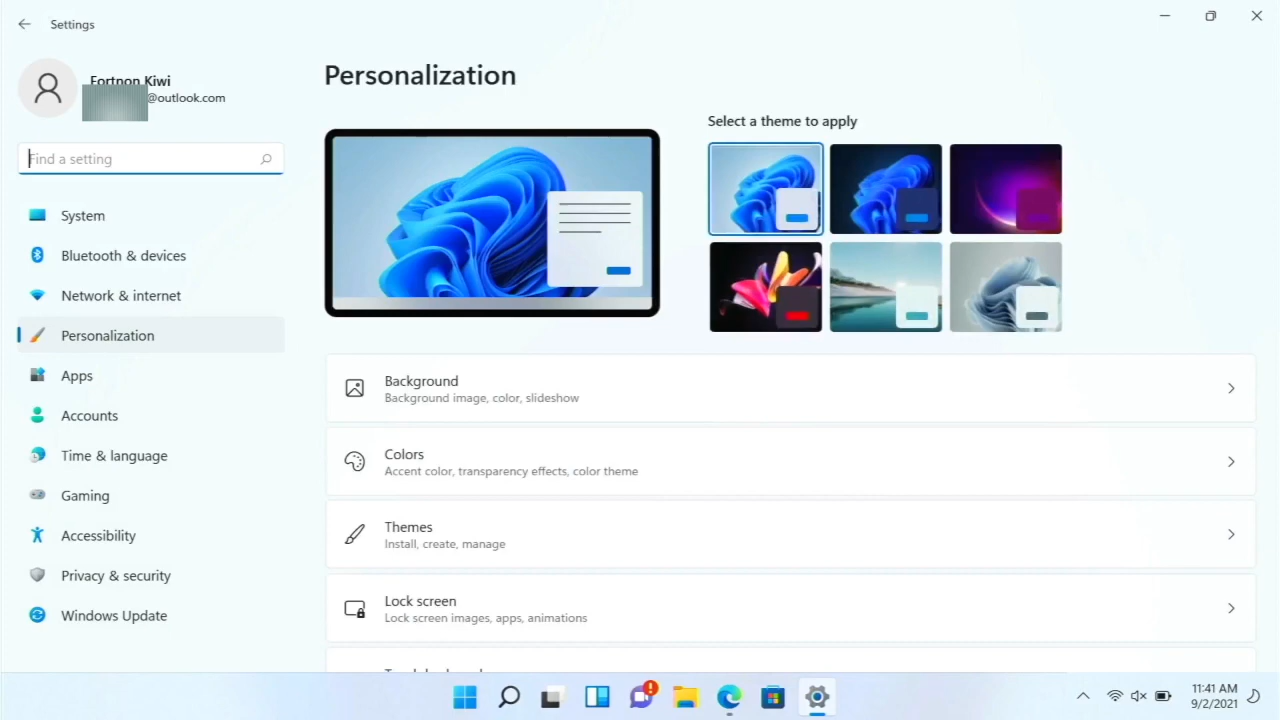 Settings
Fortnon Kiwi
@outlook.com
Find a setting
System
Bluetooth & devices
Network & internet
Personalization
Apps
Accounts
Time & language
Gaming
Accessibility
Privacy & security
Windows Update
Personalization
Select a theme to apply
Background
Background image, color, slideshow
Colors
Accent color, transparency effects, color theme
Themes
Install, create, manage
Lock screen
Lock screen images, apps, animations
11:41 AM
9/2/2021